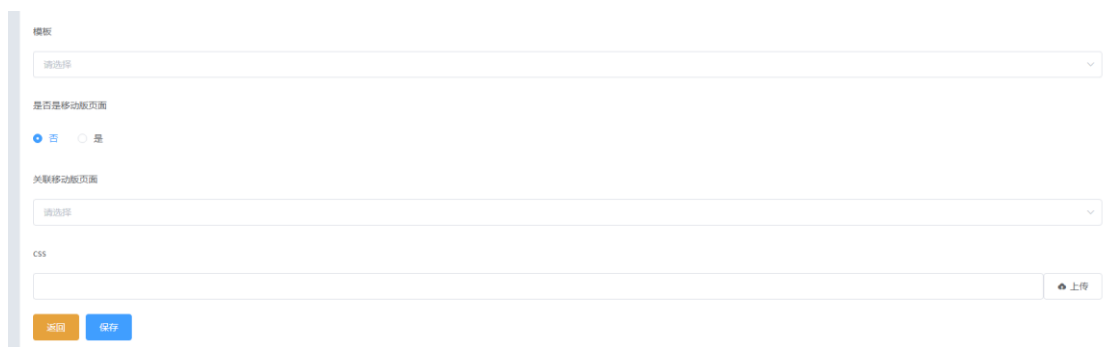 模板
请选择
是否是移动版页面
否 是
关联移动版页面
请选择
css
上传
返回 保存